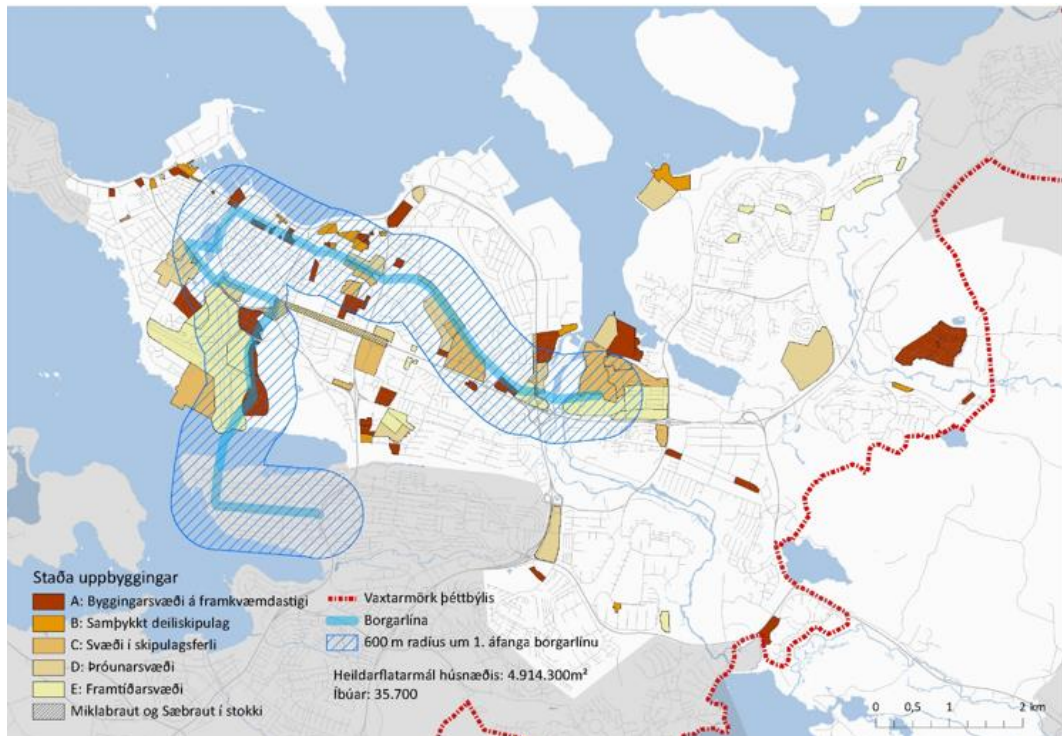 Staða uppbyggingar
A: Byggingarsvæði á framkvæmdastigi
B: Samþykkt deiliskipulag
C: Svæði í skipulagsferli
D: Þróunarsvæði
E: Framtíðarsvæði
Miklabraut og Sæbraut í stokki
Vaxtarmörk þéttbýlis
Borgarlína
600 m radius um 1. áfanga borgarlínu
Heildarflatarmál húsnæðis: 4.914.300m²
Íbúar: 35.700
0 0,5 1 2 km